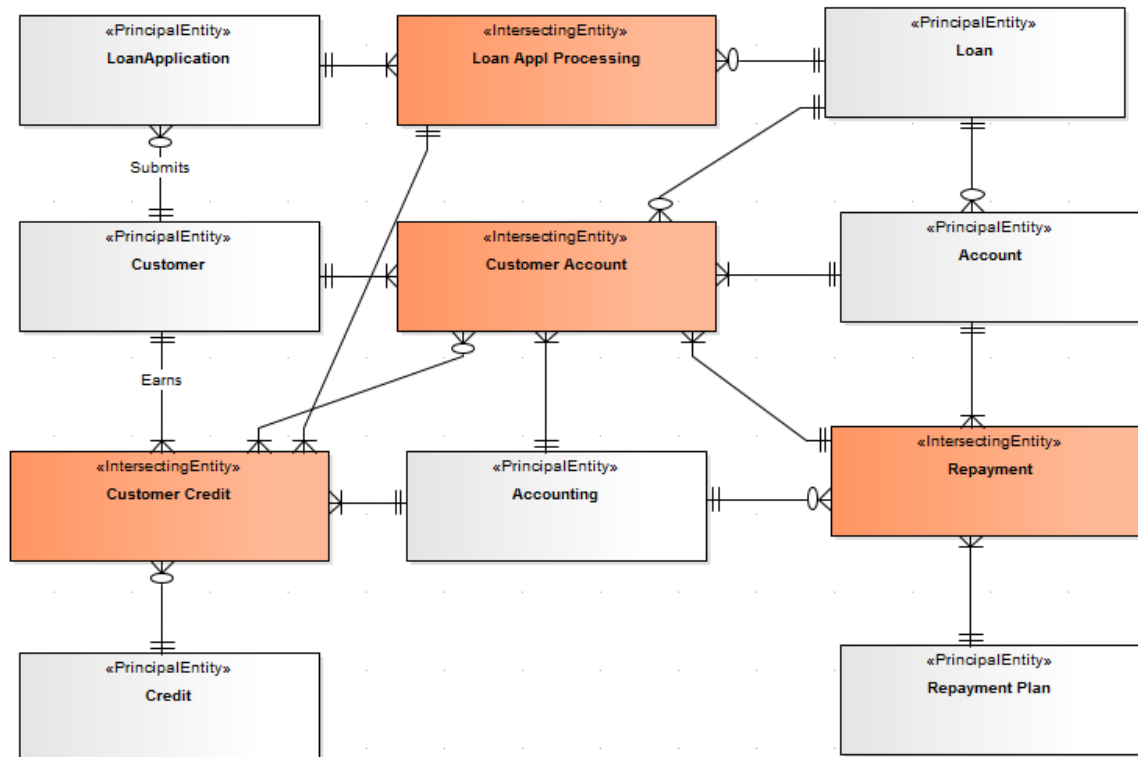 «PrincipalEntity»
LoanApplication
«IntersectingEntity»
Loan Appl Processing
«PrincipalEntity»
Loan
Submits
«PrincipalEntity»
Customer
«IntersectingEntity»
Customer Account
«PrincipalEntity»
Account
Earns
«IntersectingEntity»
Customer Credit
«PrincipalEntity»
Accounting
«IntersectingEntity»
Repayment
«PrincipalEntity»
Credit
«PrincipalEntity»
Repayment Plan